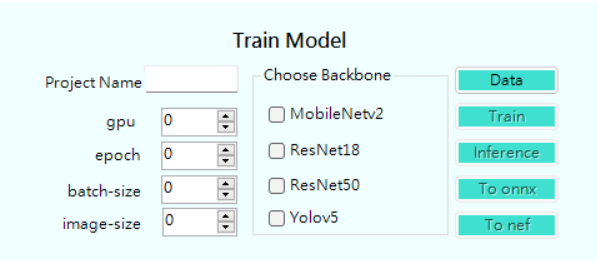 Train Model
Project Name
gpu 0
epoch 0
batch-size 0
image-size 0
Choose Backbone
MobileNetv2
ResNet18
ResNet50
Yolov5
Data
Train
Inference
To onnx
To nef